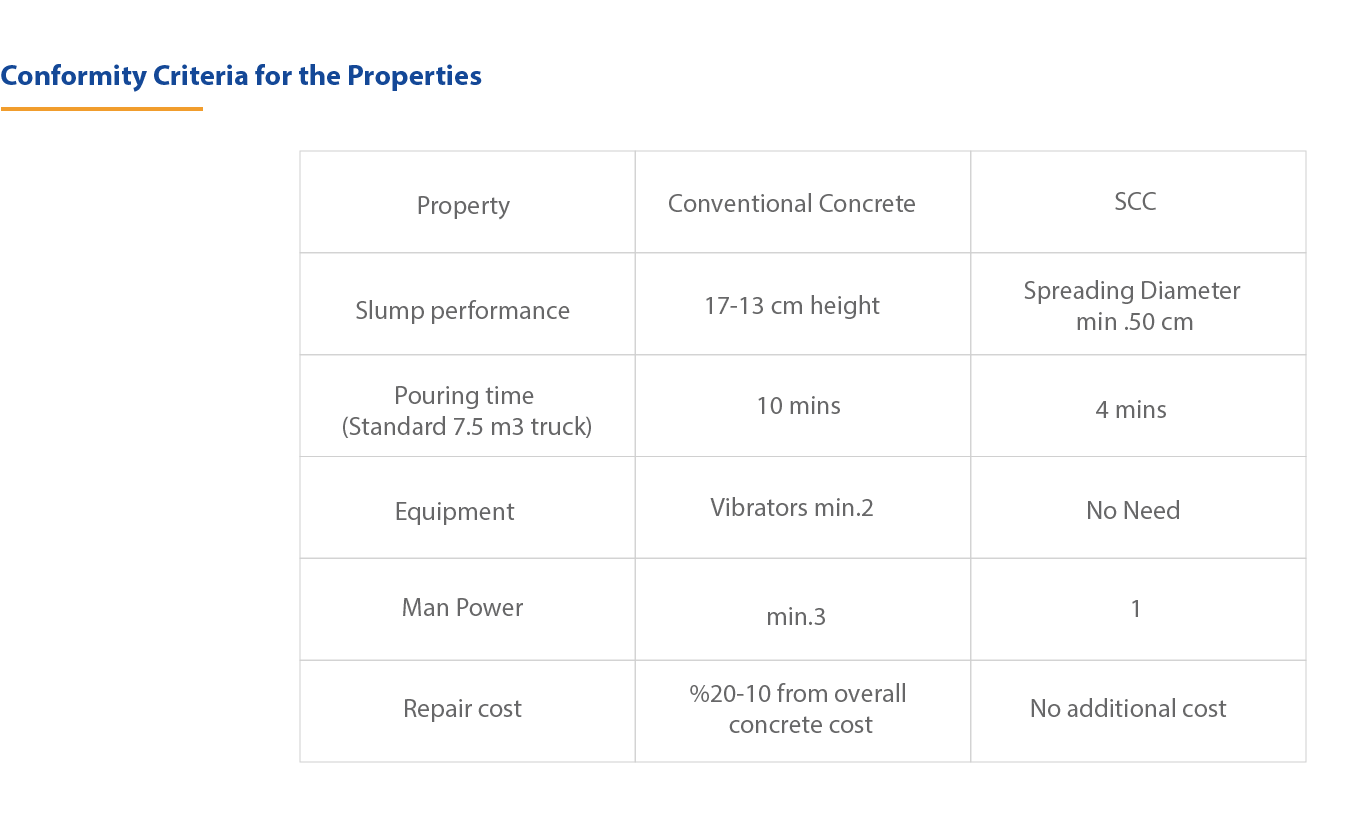 Conformity Criteria for the Properties
Property
Conventional Concrete
SCC
Slump performance
17-13 cm height
Spreading Diameter
min .50 cm
Pouring time
(Standard 7.5 m3 truck)
10 mins
4 mins
Equipment
Vibrators min.2
No Need
Man Power
min.3
1
Repair cost
%20-10 from overall
concrete cost
No additional cost